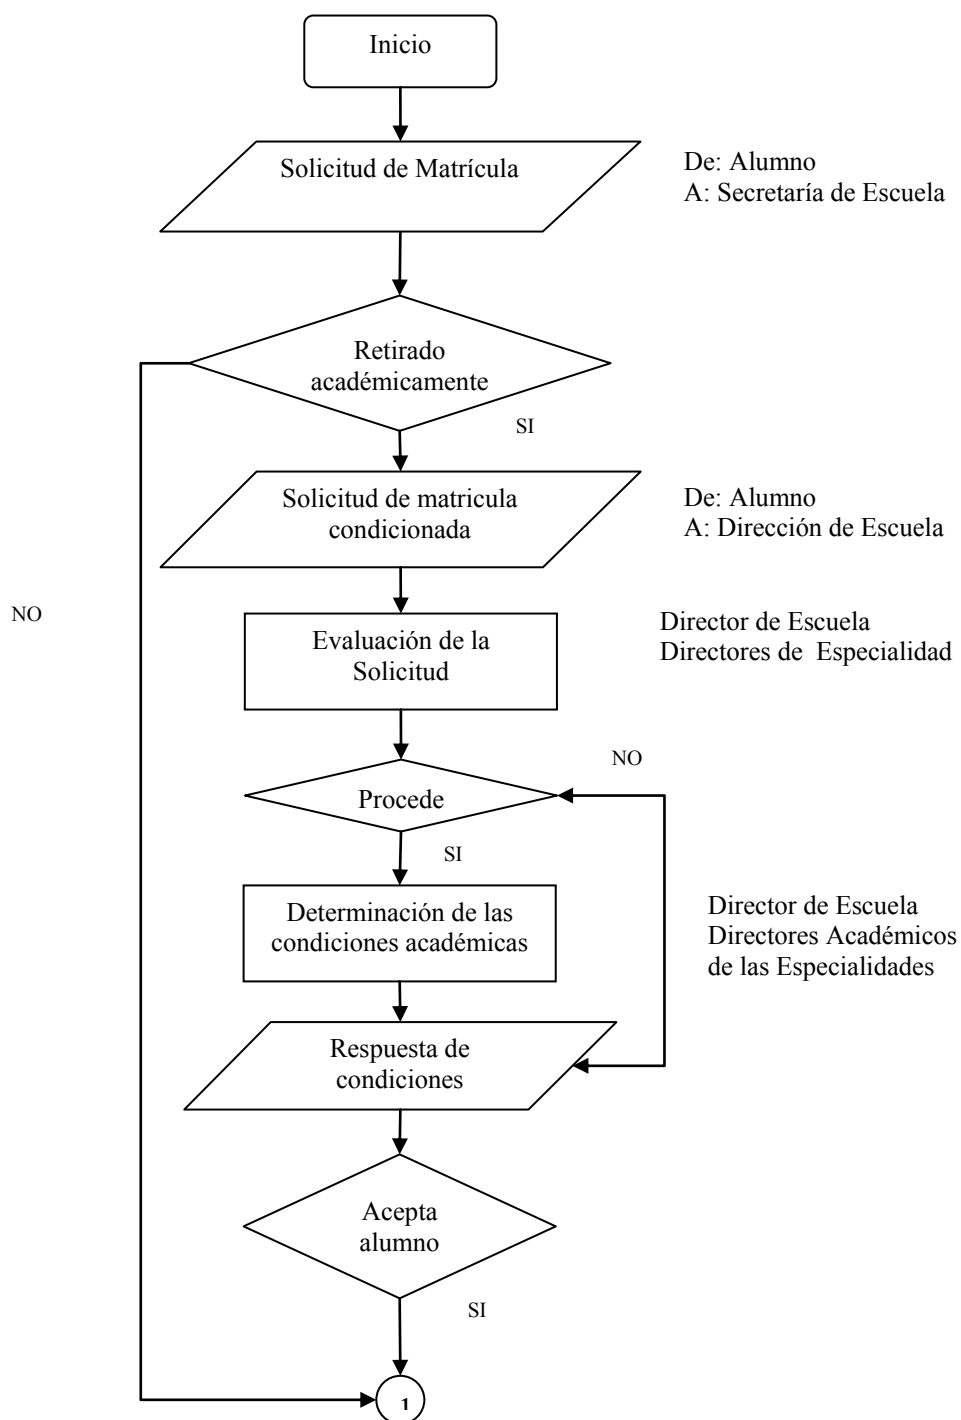 Inicio
Solicitud de Matrícula
De: Alumno
A: Secretaría de Escuela
Retirado
académicamente
SI
Solicitud de matricula
condicionada
De: Alumno
A: Dirección de Escuela
NO
Evaluación de la
Solicitud
Director de Escuela
Directores de Especialidad
NO
Procede
SI
Determinación de las
condiciones académicas
Director de Escuela
Directores Académicos
de las Especialidades
Respuesta de
condiciones
Acepta
alumno
SI
1